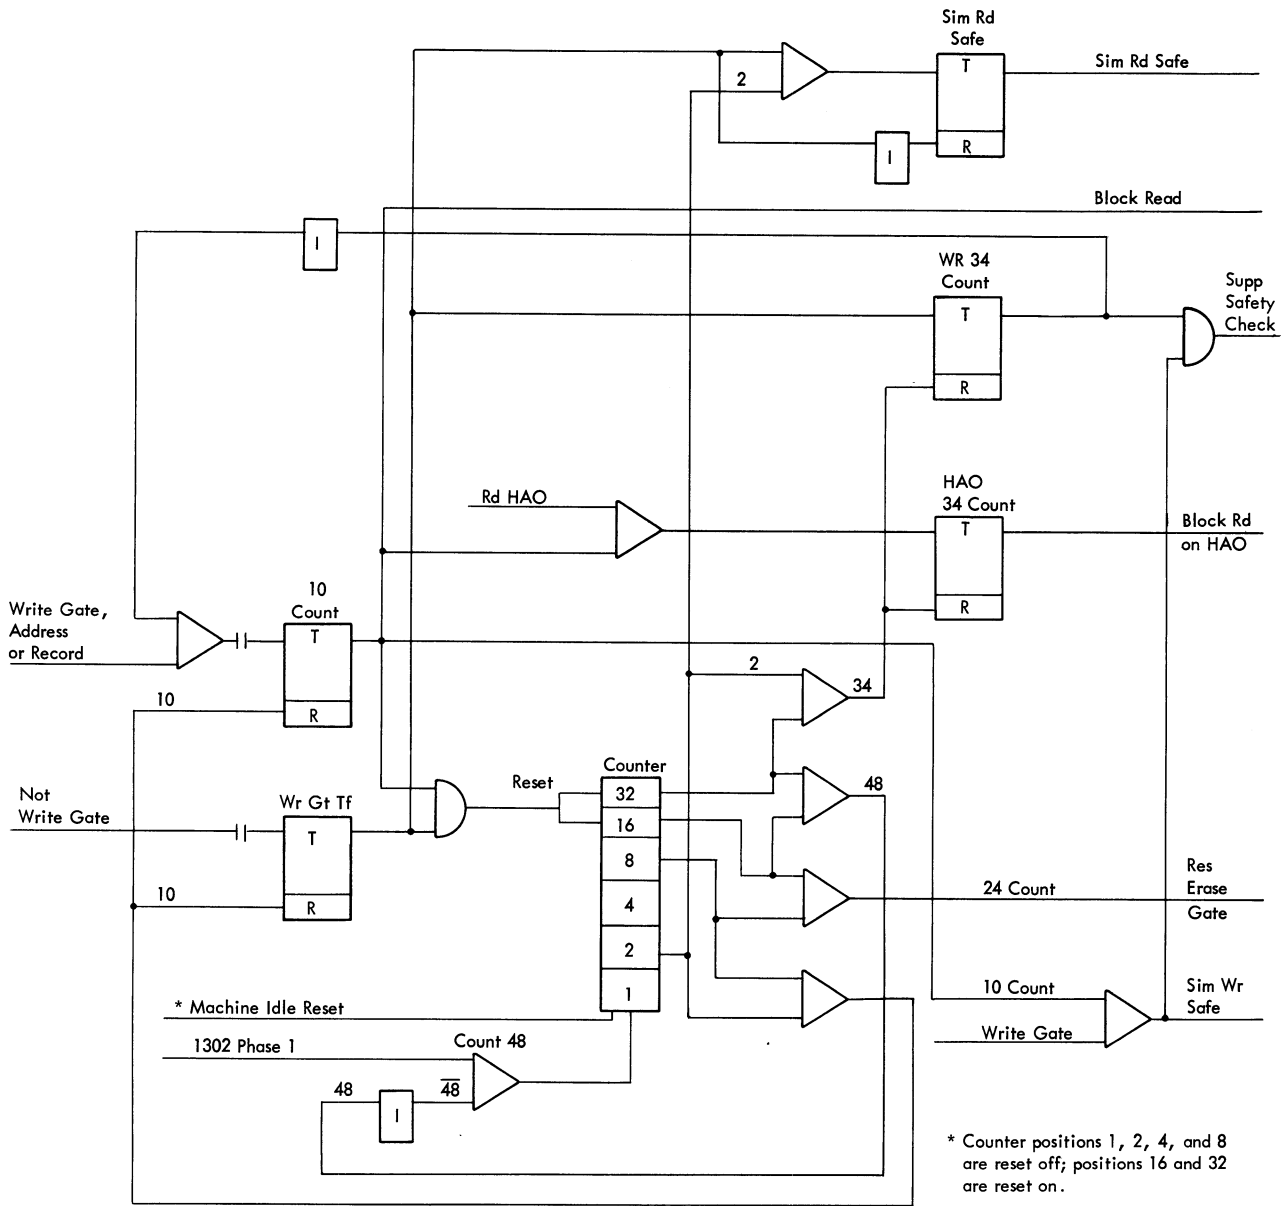 Sim Rd
Safe
T
Sim Rd Safe
2
I
R
Block Read
I
WR 34
Count
T
R
Supp
Safety
Check
Rd HAO
HAO
34 Count
T
R
Block Rd
on HAO
Write Gate,
Address
or Record
10
Count
T
R
10
2
34
Counter
Reset
32
16
8
4
2
1
48
Not
Write Gate
Wr Gt Tf
T
R
10
24 Count
Res
Erase
Gate
10 Count
Write Gate
Sim Wr
Safe
* Machine Idle Reset
1302 Phase 1
Count 48
48
I
48
* Counter positions 1, 2, 4, and 8
are reset off; positions 16 and 32
are reset on.